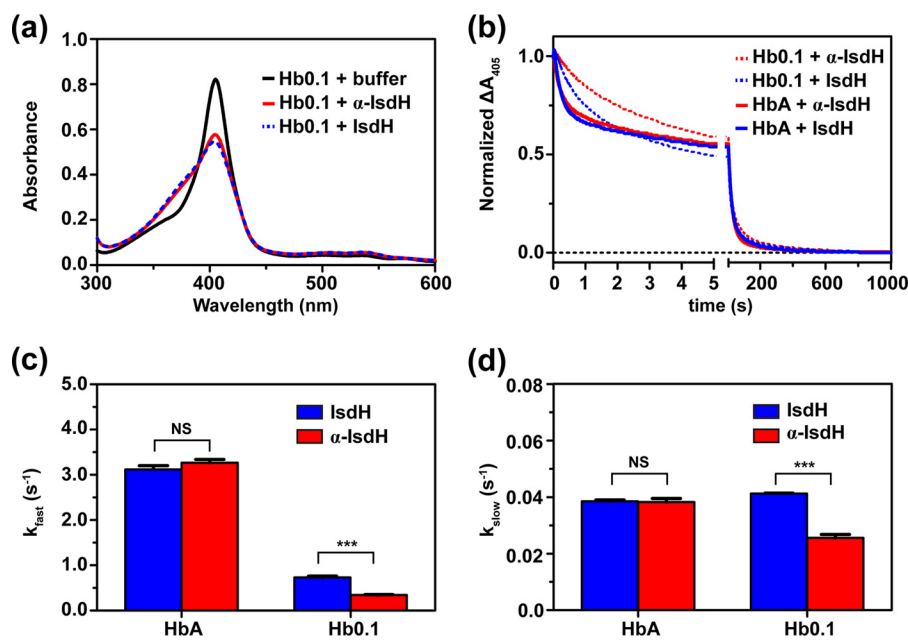 (a)
Absorbance
1.0
0.8
0.6
0.4
0.2
0.0
Hb0.1 + buffer
Hb0.1 + α-IsdH
Hb0.1 + IsdH
300
400
500
600
Wavelength (nm)
(b)
Normalized ΔA405
1.0
0.5
0.0
Hb0.1 + α-IsdH
Hb0.1 + IsdH
HbA + α-IsdH
HbA + IsdH
0 1 2 3 4 5 200 600 1000
time (s)
(c)
kfast (s-1)
5.0
4.0
3.0
2.0
1.0
0.0
IsdH
α-IsdH
NS
***
HbA
Hb0.1
(d)
kslow (s-1)
0.08
0.06
0.04
0.02
0.00
IsdH
α-IsdH
NS
***
HbA
Hb0.1